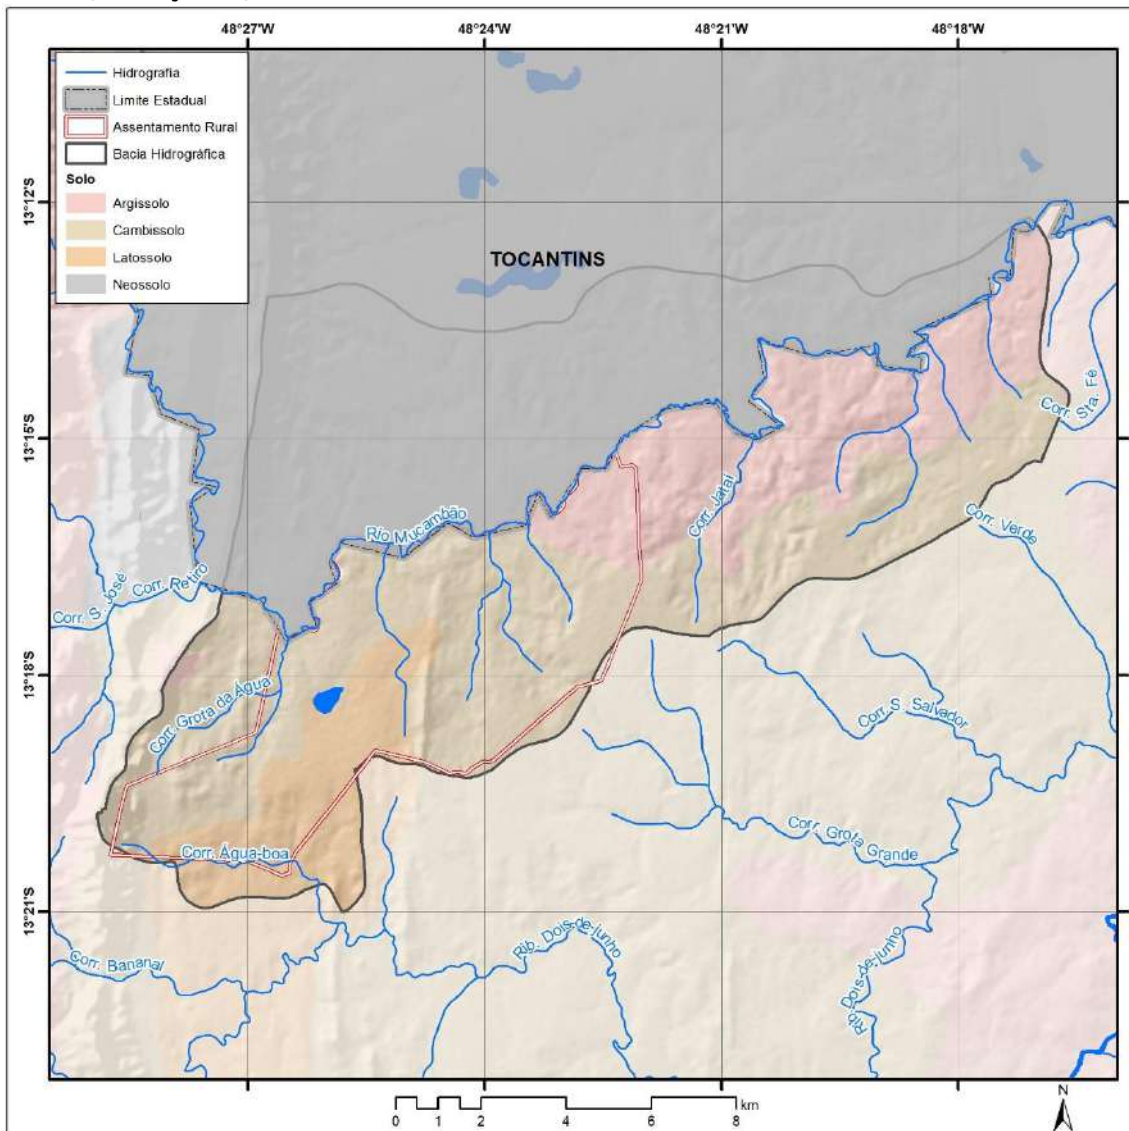 48°27'W
48°24'W
48°21'W
48°18'W
Hidrografia
Limite Estadual
Assentamento Rural
Bacia Hidrográfica
Solo
Argissolo
Cambissolo
Latossolo
Neossolo
13°12'S
TOCANTINS
Corr. Sta. Fé
13°15'S
Corr. Jataí
Rio Mucambão
Corr. Verde
Corr. Retiro
Corr. S. José
13°18'S
Corr. Grota da Água
Corr. S. Salvador
Corr. Água-boa
Corr. Grota Grande
13°21'S
Corr. Bananal
Rib. Dois-de-junho
Rib. Dois-de-junho
N
0 1 2 4 6 8 km